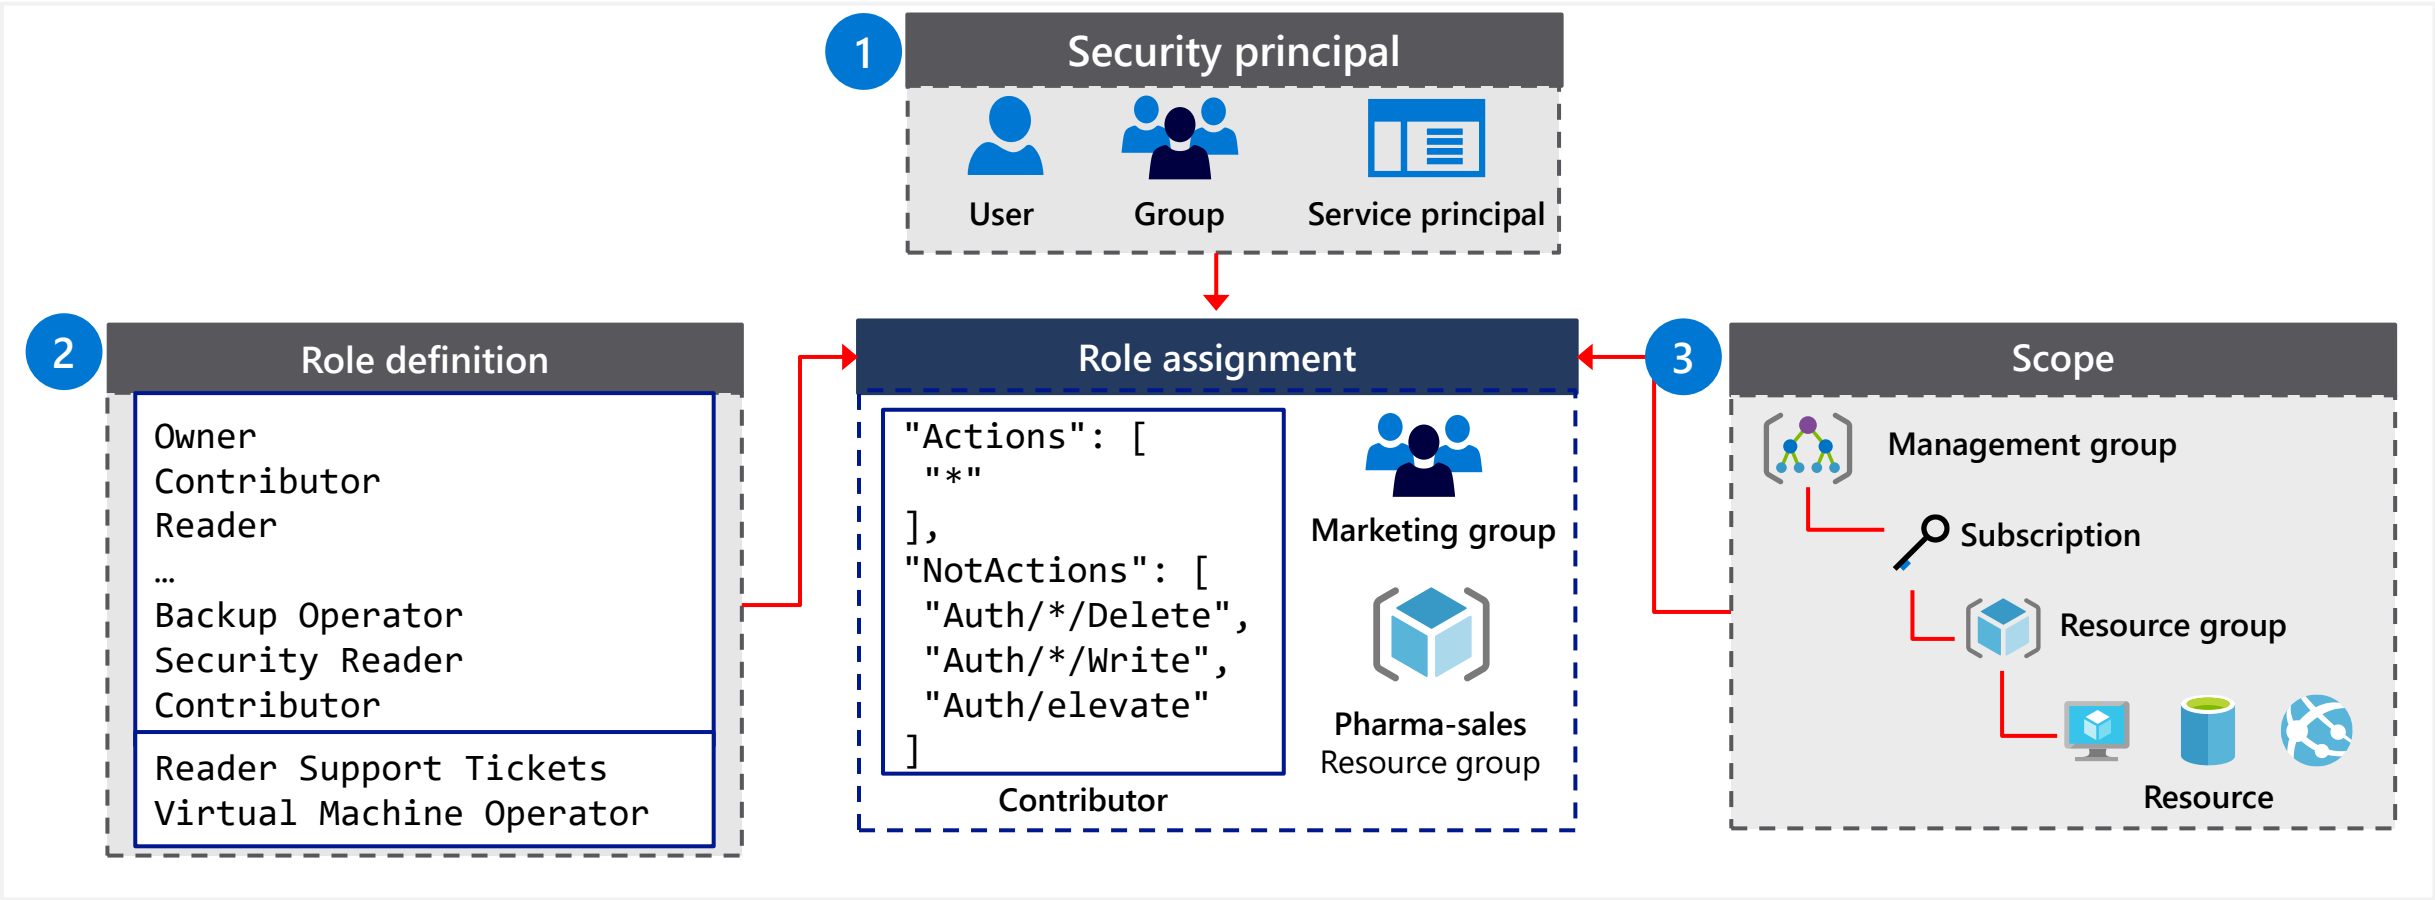 1
Security principal
User
Group
Service principal
2
Role definition
Owner
Contributor
Reader
…
Backup Operator
Security Reader
Contributor
Reader Support Tickets
Virtual Machine Operator
Role assignment
"Actions": [
"*"
],
"NotActions": [
"Auth/*/Delete",
"Auth/*/Write",
"Auth/elevate"
]
Contributor
Marketing group
Pharma-sales
Resource group
3
Scope
Management group
Subscription
Resource group
Resource